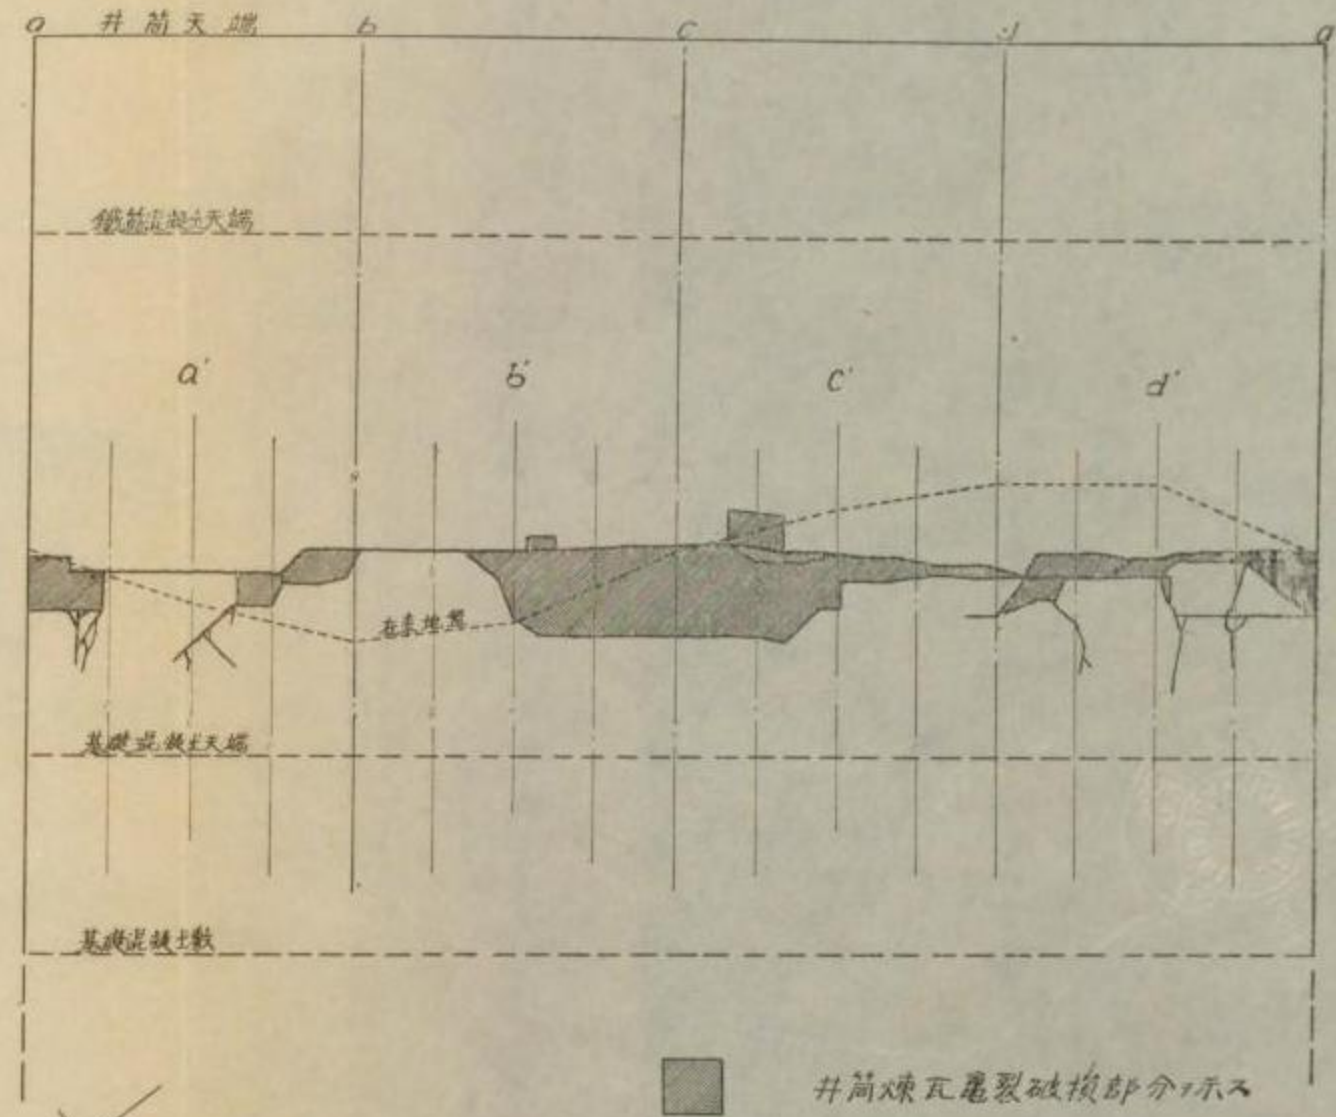 a 井筒天端 b c d a
鐵筋混凝土天端
a' b' c' d'
在来地盤
基礎混凝土天端
基礎混凝土敷
井筒煉瓦亀裂破損部分ヲ示ス